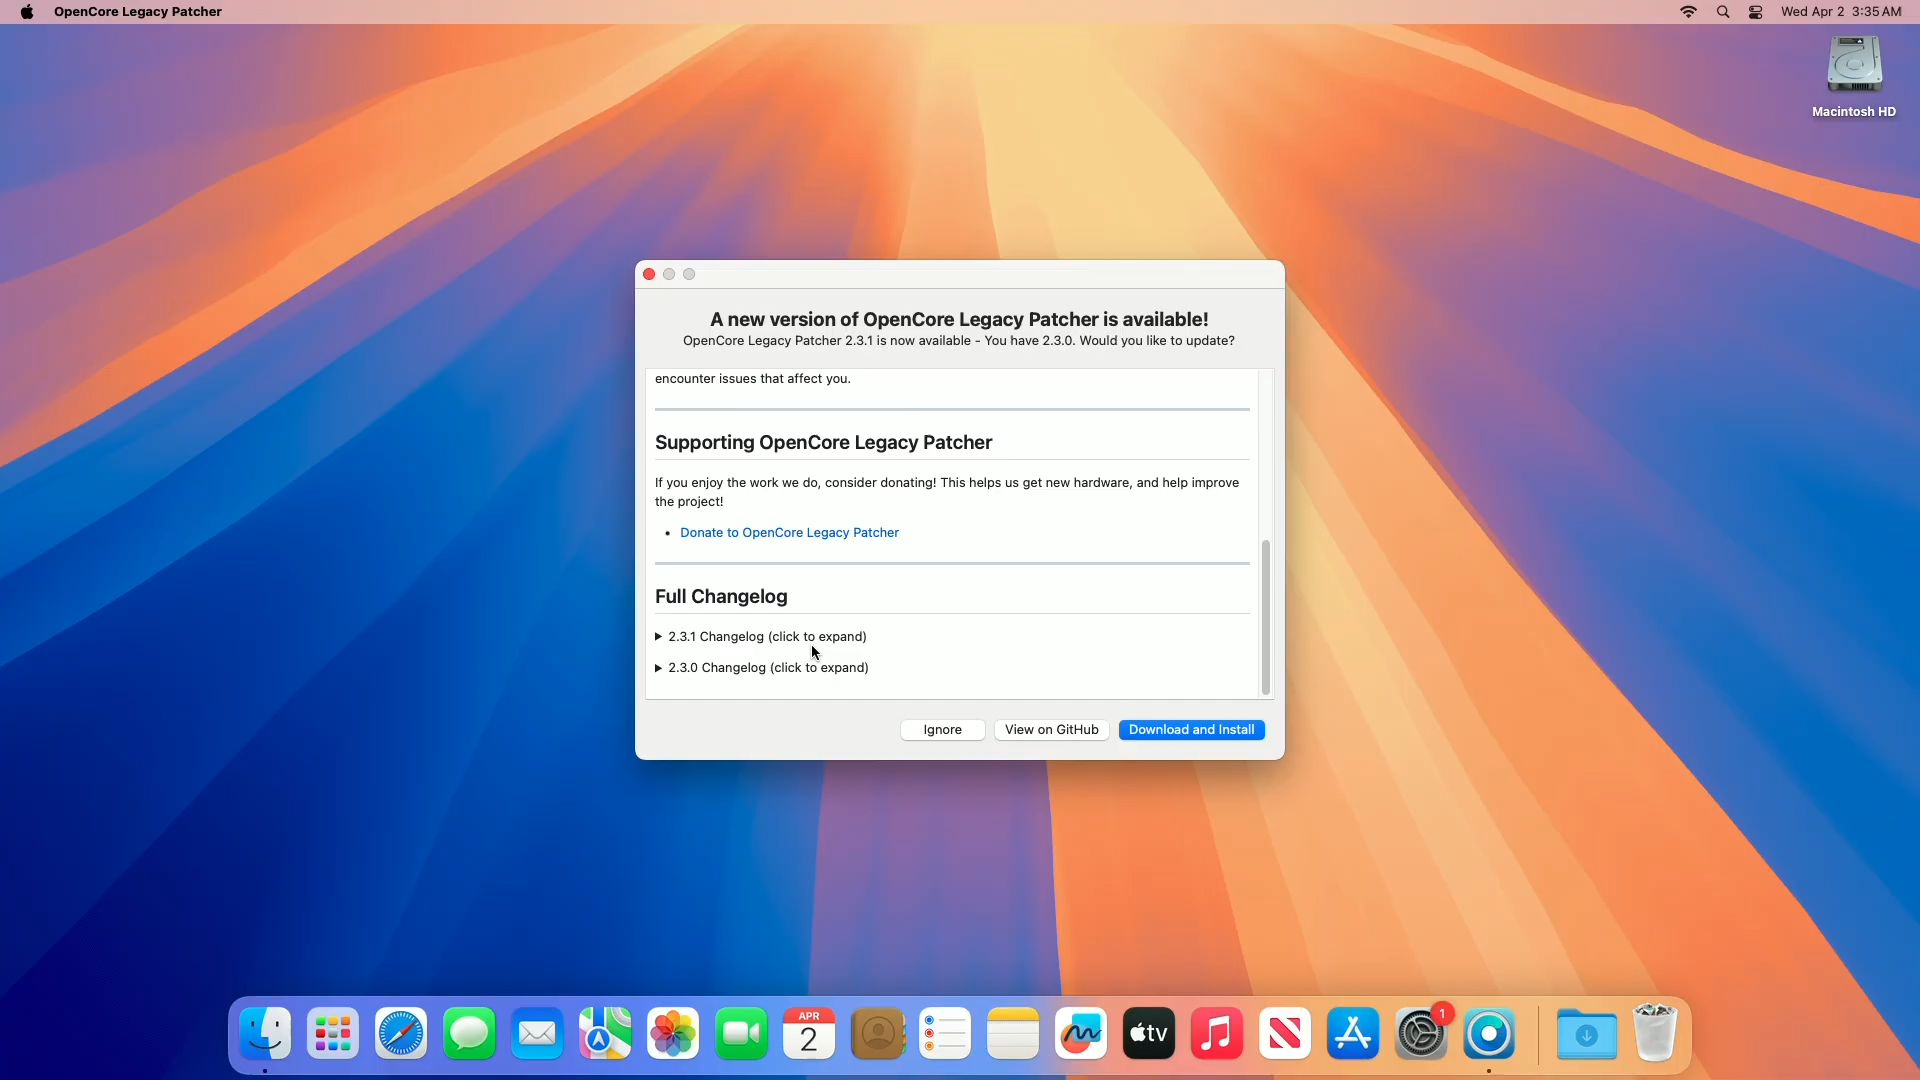 OpenCore Legacy Patcher
Wed Apr 2 3:35 AM
Macintosh HD
A new version of OpenCore Legacy Patcher is available!
OpenCore Legacy Patcher 2.3.1 is now available - You have 2.3.0. Would you like to update?
encounter issues that affect you.
Supporting OpenCore Legacy Patcher
If you enjoy the work we do, consider donating! This helps us get new hardware, and help improve
the project!
• Donate to OpenCore Legacy Patcher
Full Changelog
2.3.1 Changelog (click to expand)
2.3.0 Changelog (click to expand)
Ignore
View on GitHub
Download and Install
APR
2
tv
1